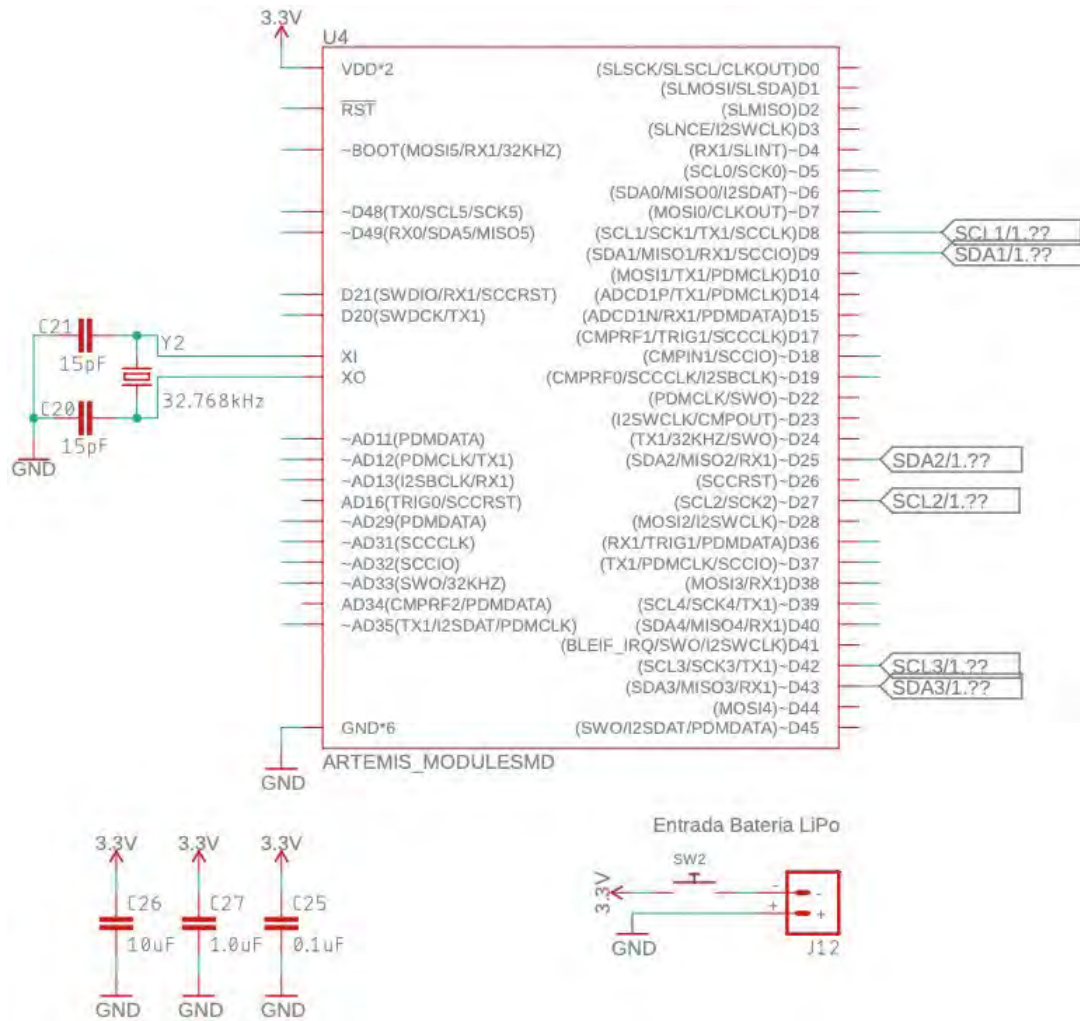 3.3V
U4
VDD*2
RST
~BOOT(MOSI5/RX1/32KHZ)
~D48(TX0/SCL5/SCK5)
~D49(RX0/SDA5/MISO5)
D21(SWDIO/RX1/SCCRST)
D20(SWDCK/TX1)
XI
XO
~AD11(PDMDATA)
~AD12(PDMCLK/TX1)
~AD13(I2SBCLK/RX1)
AD16(TRIG0/SCCRST)
~AD29(PDMDATA)
~AD31(SCCCLK)
~AD32(SCCIO)
~AD33(SWO/32KHZ)
AD34(CMPRF2/PDMDATA)
~AD35(TX1/I2SDAT/PDMCLK)
GND*6
(SLSCK/SLSCL/CLKOUT)D0
(SLMOSI/SLSDA)D1
(SLMISO)D2
(SLNCE/I2SWCLK)D3
(RX1/SLINT)~D4
(SCL0/SCK0)~D5
(SDA0/MISO0/I2SDAT)~D6
(MOSI0/CLKOUT)~D7
(SCL1/SCK1/TX1/SCCLK)D8
(SDA1/MISO1/RX1/SCCIO)D9
(MOSI1/TX1/PDMCLK)D10
(ADCD1P/TX1/PDMCLK)D14
(ADCD1N/RX1/PDMDATA)D15
(CMPRF1/TRIG1/SCCCLK)D17
(CMPIN1/SCCIO)~D18
(CMPRF0/SCCCLK/I2SBCLK)~D19
(PDMCLK/SWO)~D22
(I2SWCLK/CMPOUT)~D23
(TX1/32KHZ/SWO)~D24
(SDA2/MISO2/RX1)~D25
(SCCRST)~D26
(SCL2/SCK2)~D27
(MOSI2/I2SWCLK)~D28
(RX1/TRIG1/PDMDATA)D36
(TX1/PDMCLK/SCCIO)~D37
(MOSI3/RX1)D38
(SCL4/SCK4/TX1)~D39
(SDA4/MISO4/RX1)D40
(BLEIF_IRQ/SWO/I2SWCLK)D41
(SCL3/SCK3/TX1)~D42
(SDA3/MISO3/RX1)~D43
(MOSI4)~D44
(SWO/I2SDAT/PDMDATA)~D45
SCL1/1.??
SDA1/1.??
SDA2/1.??
SCL2/1.??
SCL3/1.??
SDA3/1.??
C21
15pF
Y2
32.768kHz
C20
15pF
GND
GND
ARTEMIS_MODULESMD
3.3V
C26
10uF
GND
3.3V
C27
1.0uF
GND
3.3V
C25
0.1uF
GND
Entrada Bateria LiPo
SW2
3.3V
GND
-
+
-
+
J12